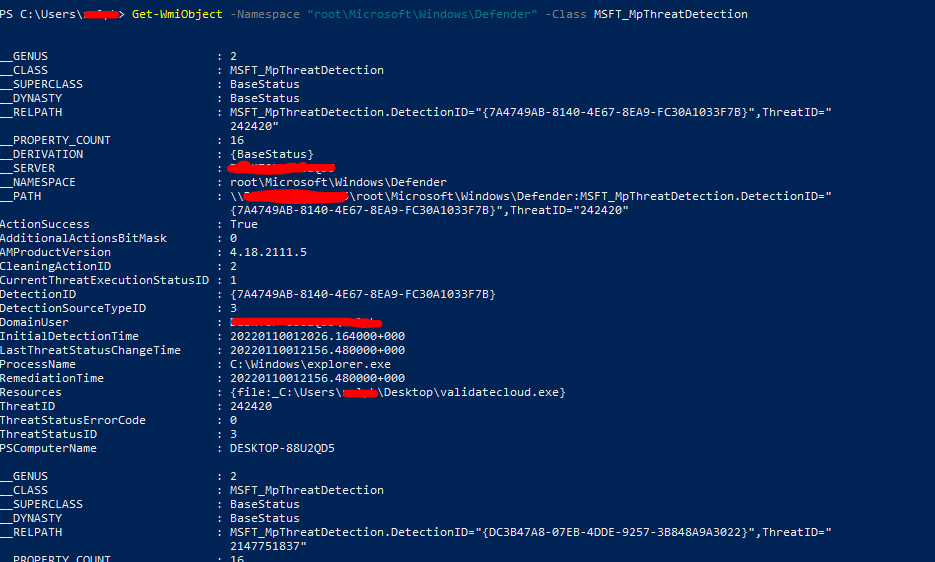 PS C:\Users\> Get-WmiObject -Namespace "root\Microsoft\Windows\Defender" -Class MSFT_MpThreatDetection
__GENUS : 2
__CLASS : MSFT_MpThreatDetection
__SUPERCLASS : BaseStatus
__DYNASTY : BaseStatus
__RELPATH : MSFT_MpThreatDetection.DetectionID="{7A4749AB-8140-4E67-8EA9-FC30A1033F7B}",ThreatID="
242420"
__PROPERTY_COUNT : 16
__DERIVATION : {BaseStatus}
__SERVER :
__NAMESPACE : root\Microsoft\Windows\Defender
__PATH : \\\root\Microsoft\Windows\Defender:MSFT_MpThreatDetection.DetectionID="
{7A4749AB-8140-4E67-8EA9-FC30A1033F7B}",ThreatID="242420"
ActionSuccess : True
AdditionalActionsBitMask : 0
AMProductVersion : 4.18.2111.5
CleaningActionID : 2
CurrentThreatExecutionStatusID : 1
DetectionID : {7A4749AB-8140-4E67-8EA9-FC30A1033F7B}
DetectionSourceTypeID : 3
DomainUser :
InitialDetectionTime : 20220110012026.164000+000
LastThreatStatusChangeTime : 20220110012156.480000+000
ProcessName : C:\Windows\explorer.exe
RemediationTime : 20220110012156.480000+000
Resources : {file:_C:\Users\\Desktop\validatecloud.exe}
ThreatID : 242420
ThreatStatusErrorCode : 0
ThreatStatusID : 3
PSComputerName : DESKTOP-88U2QD5
__GENUS : 2
__CLASS : MSFT_MpThreatDetection
__SUPERCLASS : BaseStatus
__DYNASTY : BaseStatus
__RELPATH : MSFT_MpThreatDetection.DetectionID="{DC3B47A8-07EB-4DDE-9257-3B848A9A3022}",ThreatID="
2147751837"
__PROPERTY_COUNT : 16